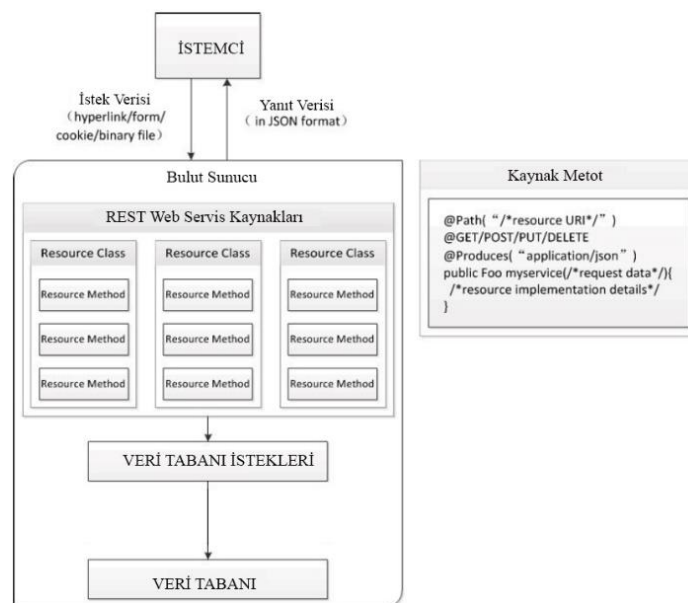 İSTEMCİ
İstek Verisi
(hyperlink/form/
cookie/binary file)
Yanıt Verisi
( in JSON format)
Bulut Sunucu
REST Web Servis Kaynakları
Resource Class
Resource Method
Resource Method
Resource Method
Resource Class
Resource Method
Resource Method
Resource Method
Resource Class
Resource Method
Resource Method
Resource Method
VERİ TABANI İSTEKLERİ
VERİ TABANI
Kaynak Metot
@Path( “/*resource URI*/” )
@GET/POST/PUT/DELETE
@Produces( “application/json” )
public Foo myservice(/*request data*/){
/*resource implementation details*/
}